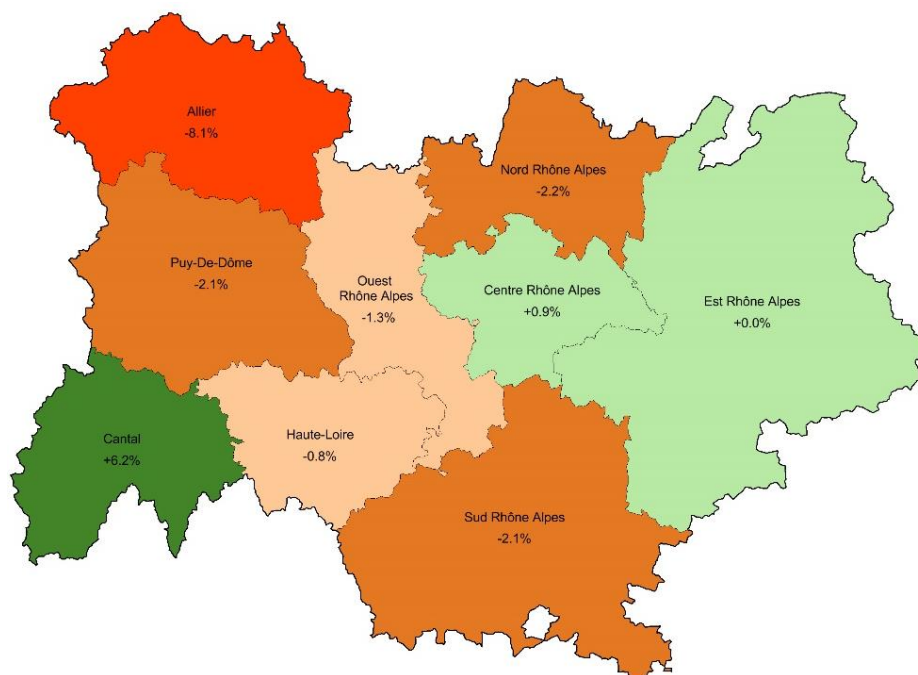 Allier
-8.1%
Nord Rhône Alpes
-2.2%
Puy-De-Dôme
-2.1%
Ouest
Rhône Alpes
-1.3%
Centre Rhône Alpes
+0.9%
Est Rhône Alpes
+0.0%
Cantal
+6.2%
Haute-Loire
-0.8%
Sud Rhône Alpes
-2.1%